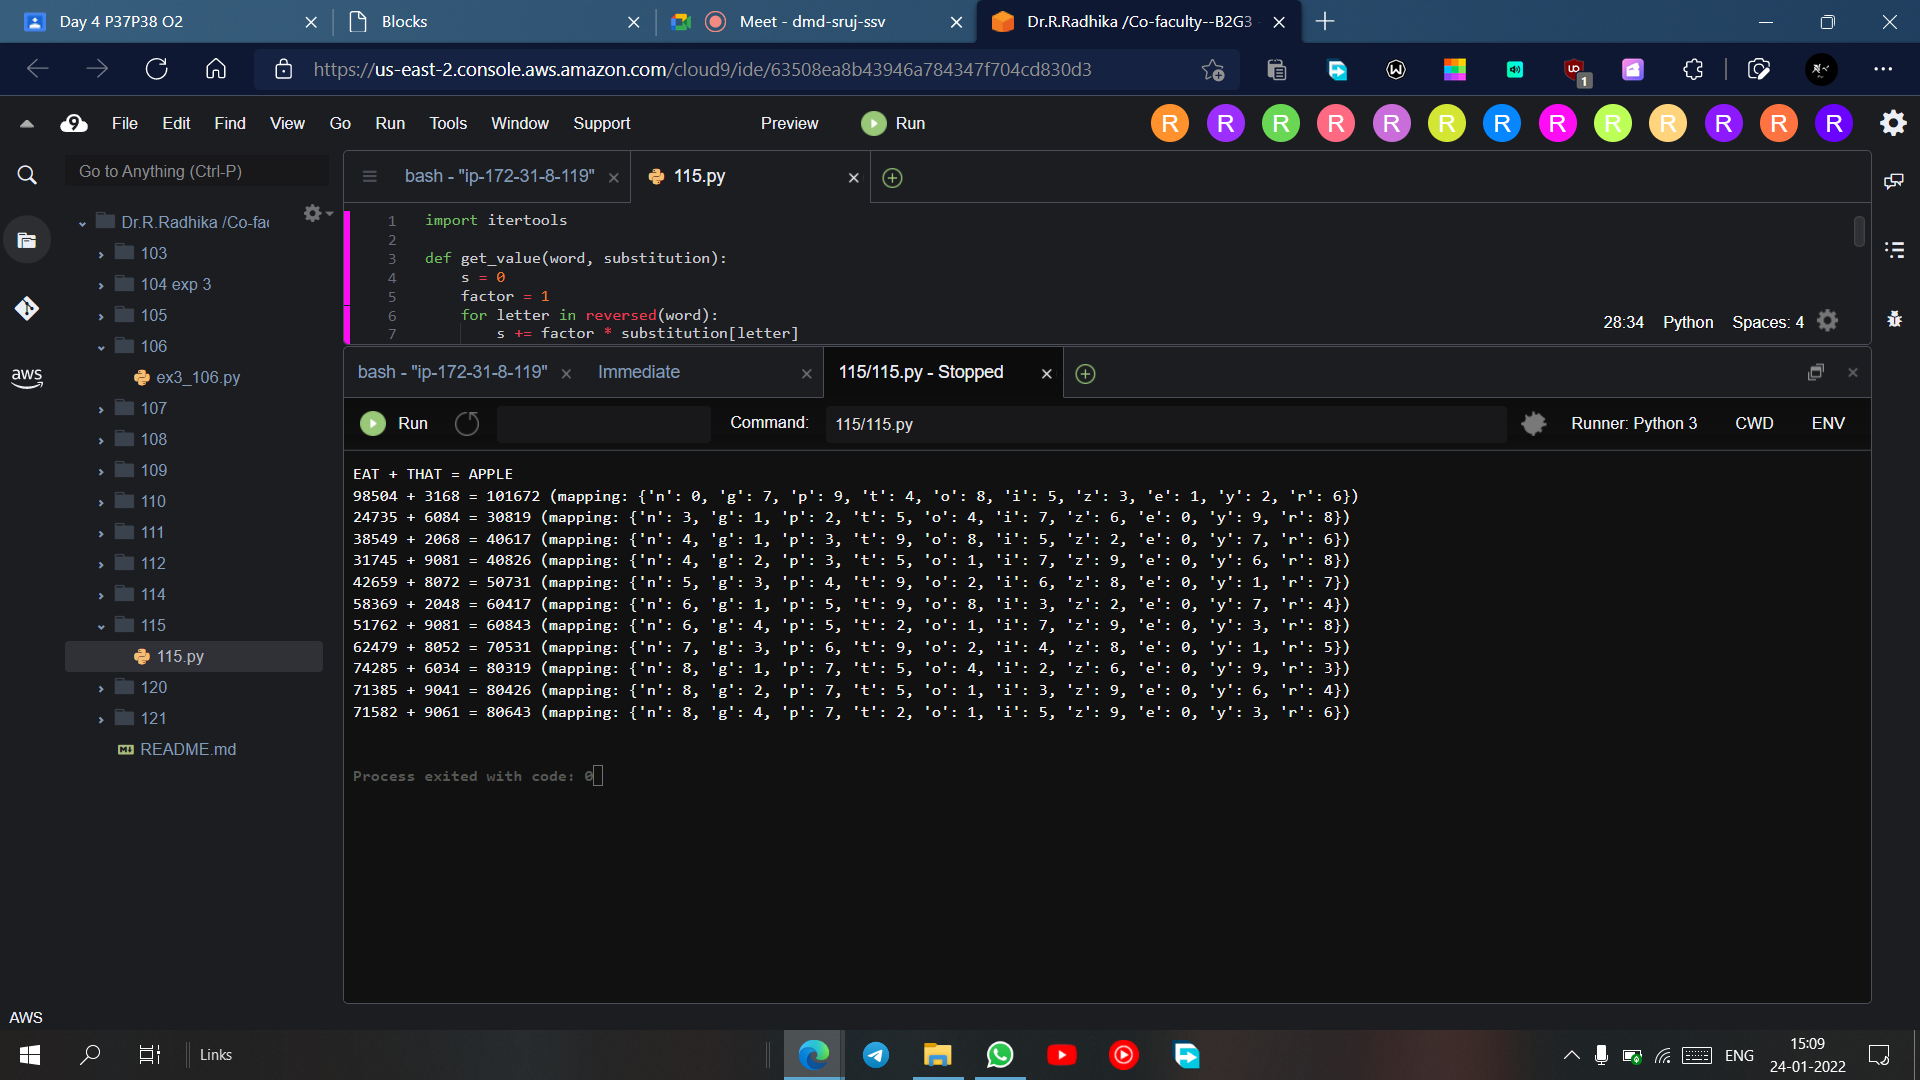 Day 4 P37P38 O2
Blocks
Meet - dmd-sruj-ssv
Dr.R.Radhika /Co-faculty--B2G3
https://us-east-2.console.aws.amazon.com/cloud9/ide/63508ea8b43946a784347f704cd830d3
1
9 File Edit Find View Go Run Tools Window Support Preview Run
R R R R R R R R R R R R R
Go to Anything (Ctrl-P)
bash - "ip-172-31-8-119" 115.py
Dr.R.Radhika /Co-fac
103
104 exp 3
105
106
ex3_106.py
107
108
109
110
111
112
114
115
115.py
120
121
README.md
aws
AWS
1 import itertools
2
3 def get_value(word, substitution):
4 s = 0
5 factor = 1
6 for letter in reversed(word):
7 s += factor * substitution[letter]
28:34 Python Spaces: 4
bash - "ip-172-31-8-119" Immediate 115/115.py - Stopped
Run Command: 115/115.py Runner: Python 3 CWD ENV
EAT + THAT = APPLE
98504 + 3168 = 101672 (mapping: {'n': 0, 'g': 7, 'p': 9, 't': 4, 'o': 8, 'i': 5, 'z': 3, 'e': 1, 'y': 2, 'r': 6})
24735 + 6084 = 30819 (mapping: {'n': 3, 'g': 1, 'p': 2, 't': 5, 'o': 4, 'i': 7, 'z': 6, 'e': 0, 'y': 9, 'r': 8})
38549 + 2068 = 40617 (mapping: {'n': 4, 'g': 1, 'p': 3, 't': 9, 'o': 8, 'i': 5, 'z': 2, 'e': 0, 'y': 7, 'r': 6})
31745 + 9081 = 40826 (mapping: {'n': 4, 'g': 2, 'p': 3, 't': 5, 'o': 1, 'i': 7, 'z': 9, 'e': 0, 'y': 6, 'r': 8})
42659 + 8072 = 50731 (mapping: {'n': 5, 'g': 3, 'p': 4, 't': 9, 'o': 2, 'i': 6, 'z': 8, 'e': 0, 'y': 1, 'r': 7})
58369 + 2048 = 60417 (mapping: {'n': 6, 'g': 1, 'p': 5, 't': 9, 'o': 8, 'i': 3, 'z': 2, 'e': 0, 'y': 7, 'r': 4})
51762 + 9081 = 60843 (mapping: {'n': 6, 'g': 4, 'p': 5, 't': 2, 'o': 1, 'i': 7, 'z': 9, 'e': 0, 'y': 3, 'r': 8})
62479 + 8052 = 70531 (mapping: {'n': 7, 'g': 3, 'p': 6, 't': 9, 'o': 2, 'i': 4, 'z': 8, 'e': 0, 'y': 1, 'r': 5})
74285 + 6034 = 80319 (mapping: {'n': 8, 'g': 1, 'p': 7, 't': 5, 'o': 4, 'i': 2, 'z': 6, 'e': 0, 'y': 9, 'r': 3})
71385 + 9041 = 80426 (mapping: {'n': 8, 'g': 2, 'p': 7, 't': 5, 'o': 1, 'i': 3, 'z': 9, 'e': 0, 'y': 6, 'r': 4})
71582 + 9061 = 80643 (mapping: {'n': 8, 'g': 4, 'p': 7, 't': 2, 'o': 1, 'i': 5, 'z': 9, 'e': 0, 'y': 3, 'r': 6})
Process exited with code: 0
Links
ENG
15:09
24-01-2022